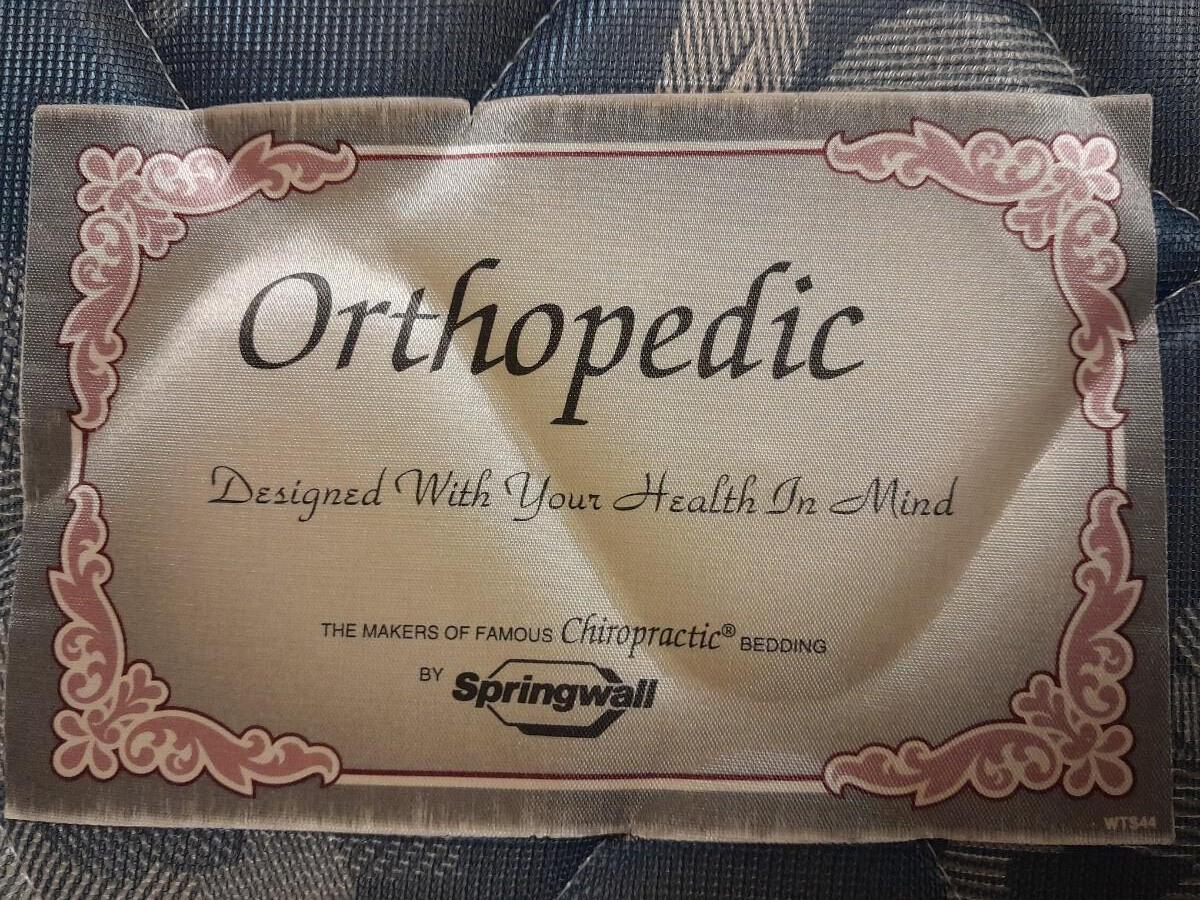 Orthopedic
Designed With Your Health In Mind
THE MAKERS OF FAMOUS Chiropractic® BEDDING
BY Springwall
WTS44